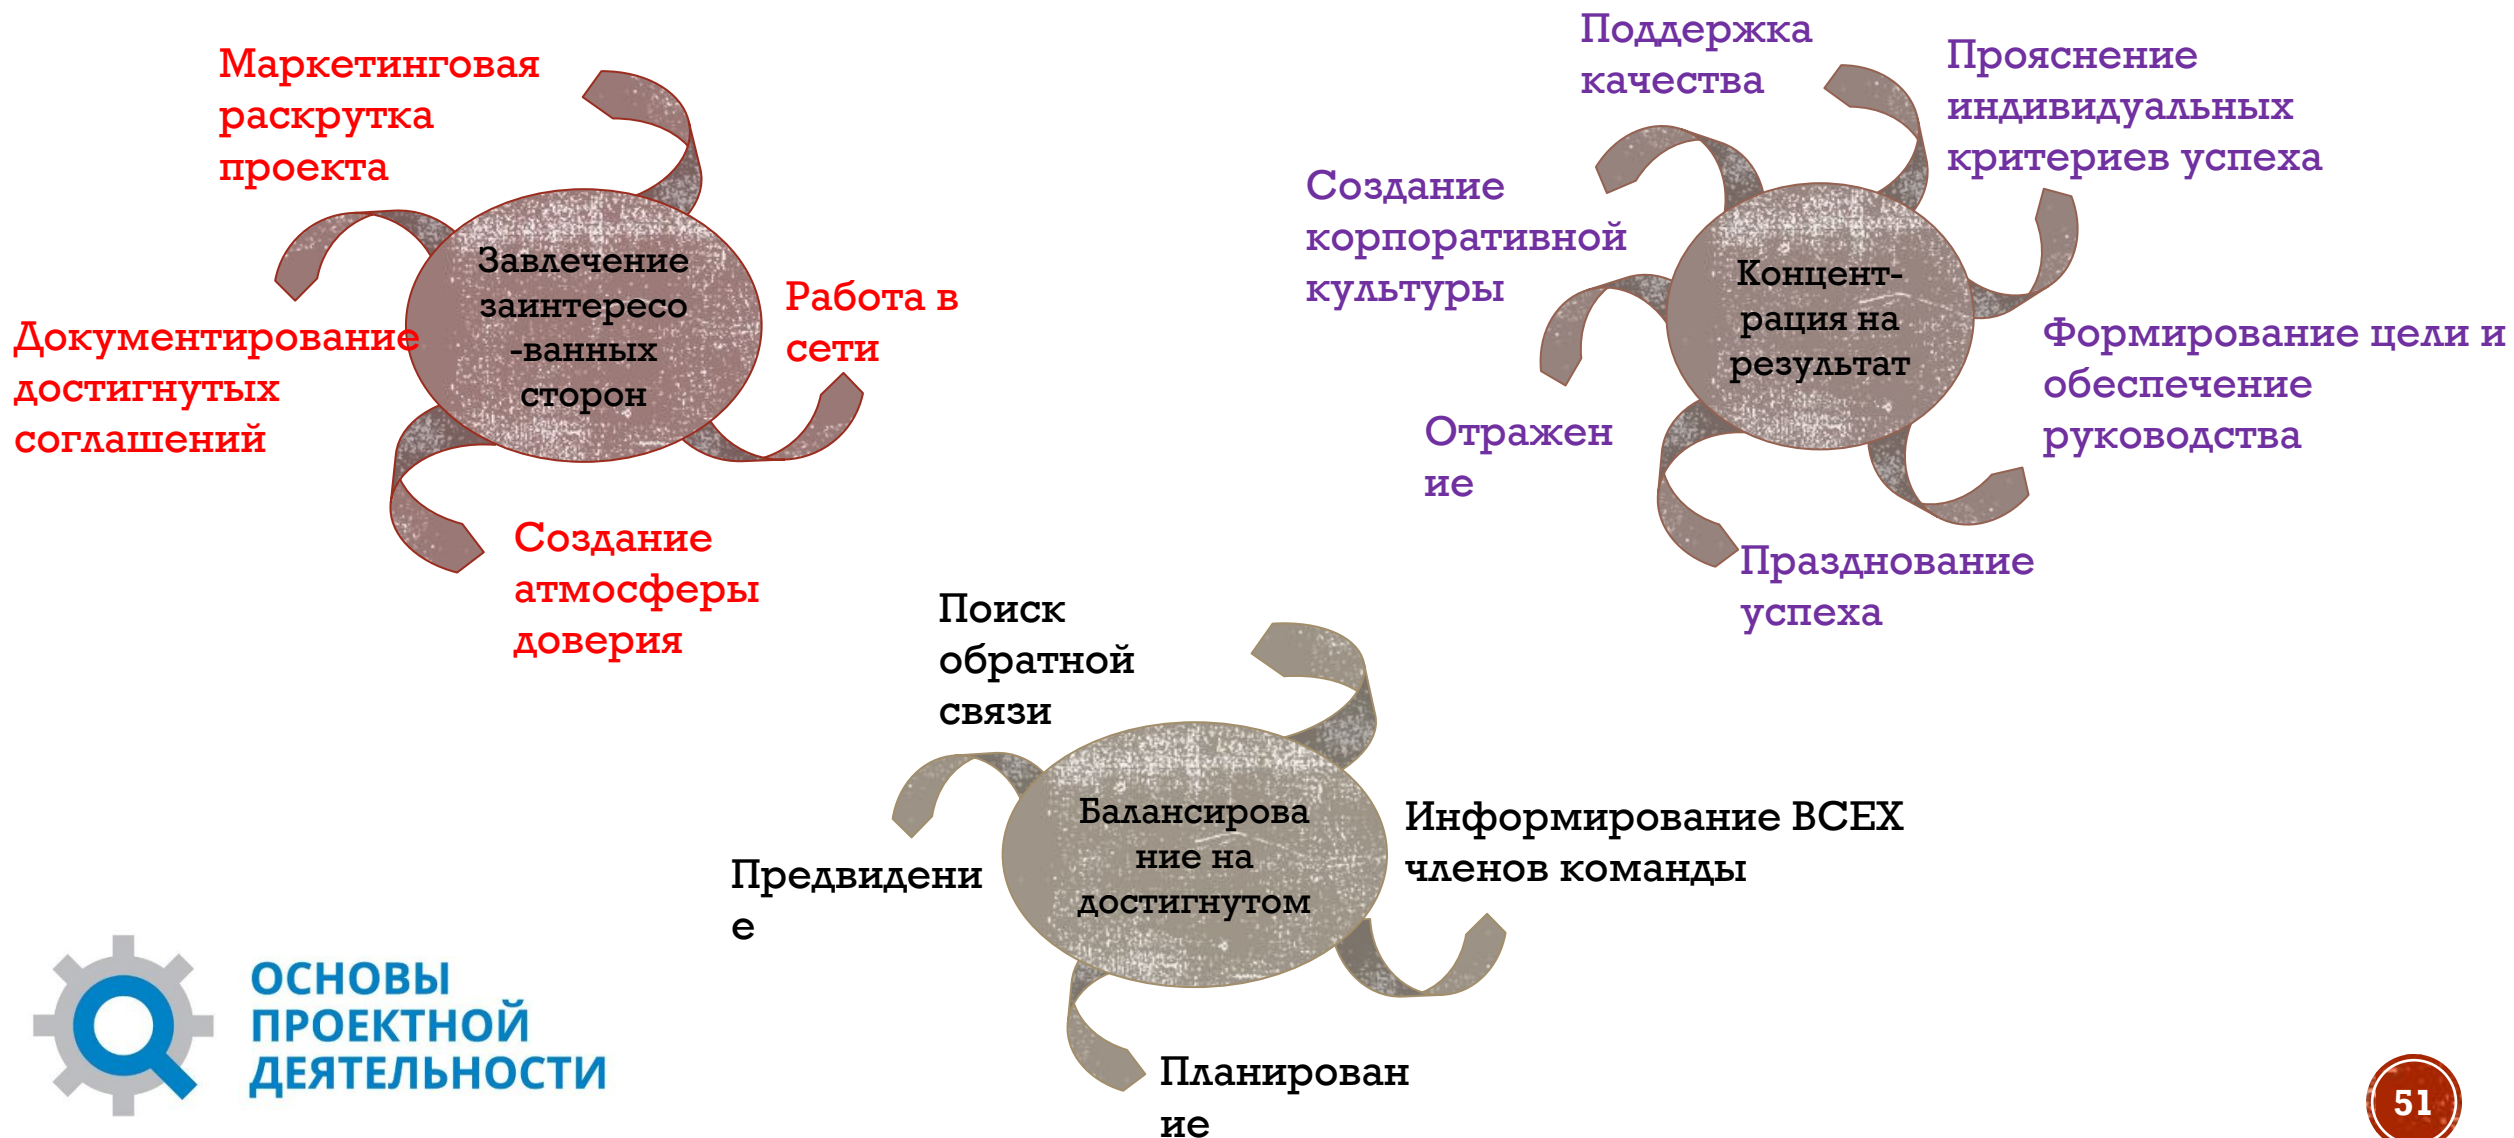 Маркетинговая
раскрутка
проекта
Завлечение
заинтересо
-ванных
сторон
Работа в
сети
Документирование
достигнутых
соглашений
Создание
атмосферы
доверия
Поддержка
качества
Прояснение
индивидуальных
критериев успеха
Создание
корпоративной
культуры
Концент-
рация на
результат
Формирование цели и
обеспечение
руководства
Отражен
ие
Празднование
успеха
Поиск
обратной
связи
Балансирова
ние на
достигнутом
Информирование ВСЕХ
членов команды
Предвидени
е
Планирован
ие
ОСНОВЫ
ПРОЕКТНОЙ
ДЕЯТЕЛЬНОСТИ
51